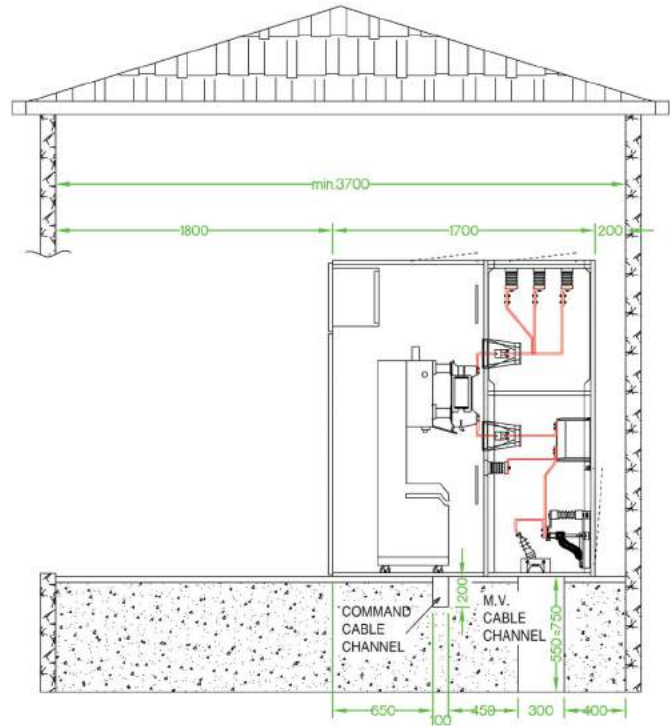 min.3700
1800
1700
200
200
COMMAND
CABLE
CHANNEL
M.V.
CABLE
CHANNEL
550÷750
650
100
450
300
400